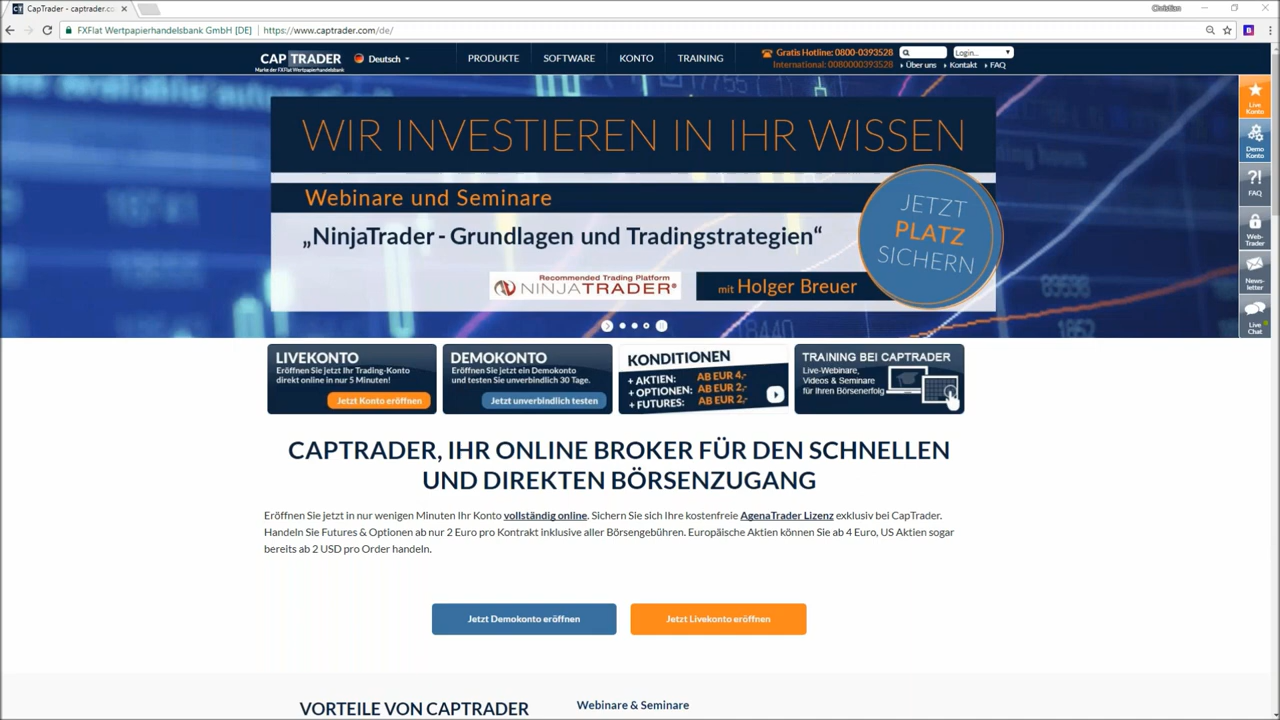 CapTrader - captrader.co
Christian
FXFlat Wertpapierhandelsbank GmbH [DE]
https://www.captrader.com/de/
CAP TRADER
Marke der FXFlat Wertpapierhandelsbank
Deutsch
PRODUKTE
SOFTWARE
KONTO
TRAINING
Gratis Hotline: 0800-0393528
International: 0080000393528
Login...
Über uns
Kontakt
FAQ
WIR INVESTIEREN IN IHR WISSEN
Webinare und Seminare
„NinjaTrader - Grundlagen und Tradingstrategien“
JETZT
PLATZ
SICHERN
Recommended Trading Platform
NINJATRADER®
mit Holger Breuer
Live
Konto
Demo
Konto
?!
FAQ
Web-
Trader
News-
letter
Live
Chat
LIVEKONTO
Eröffnen Sie jetzt Ihr Trading-Konto
direkt online in nur 5 Minuten!
Jetzt Konto eröffnen
DEMOKONTO
Eröffnen Sie jetzt ein Demokonto
und testen Sie unverbindlich 30 Tage.
Jetzt unverbindlich testen
KONDITIONEN
+ AKTIEN: AB EUR 4,-
+ OPTIONEN: AB EUR 2,-
+ FUTURES: AB EUR 2,-
TRAINING BEI CAPTRADER
Live-Webinare,
Videos & Seminare
für Ihren Börsenerfolg
CAPTRADER, IHR ONLINE BROKER FÜR DEN SCHNELLEN
UND DIREKTEN BÖRSENZUGANG
Eröffnen Sie jetzt in nur wenigen Minuten Ihr Konto vollständig online. Sichern Sie sich Ihre kostenfreie AgenaTrader Lizenz exklusiv bei CapTrader.
Handeln Sie Futures & Optionen ab nur 2 Euro pro Kontrakt inklusive aller Börsengebühren. Europäische Aktien können Sie ab 4 Euro, US Aktien sogar
bereits ab 2 USD pro Order handeln.
Jetzt Demokonto eröffnen
Jetzt Livekonto eröffnen
VORTEILE VON CAPTRADER
Webinare & Seminare